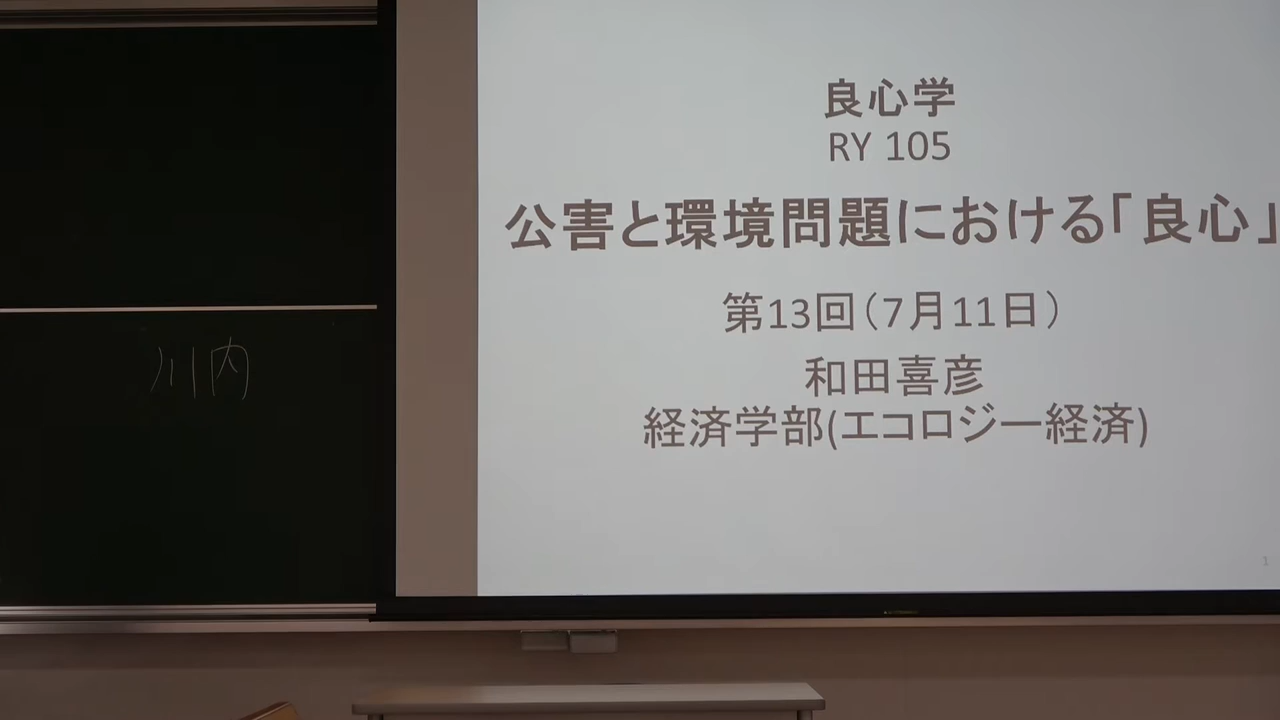 川内
良心学
RY 105
公害と環境問題における「良心」
第13回(7月11日)
和田喜彦
経済学部(エコロジー経済)
1